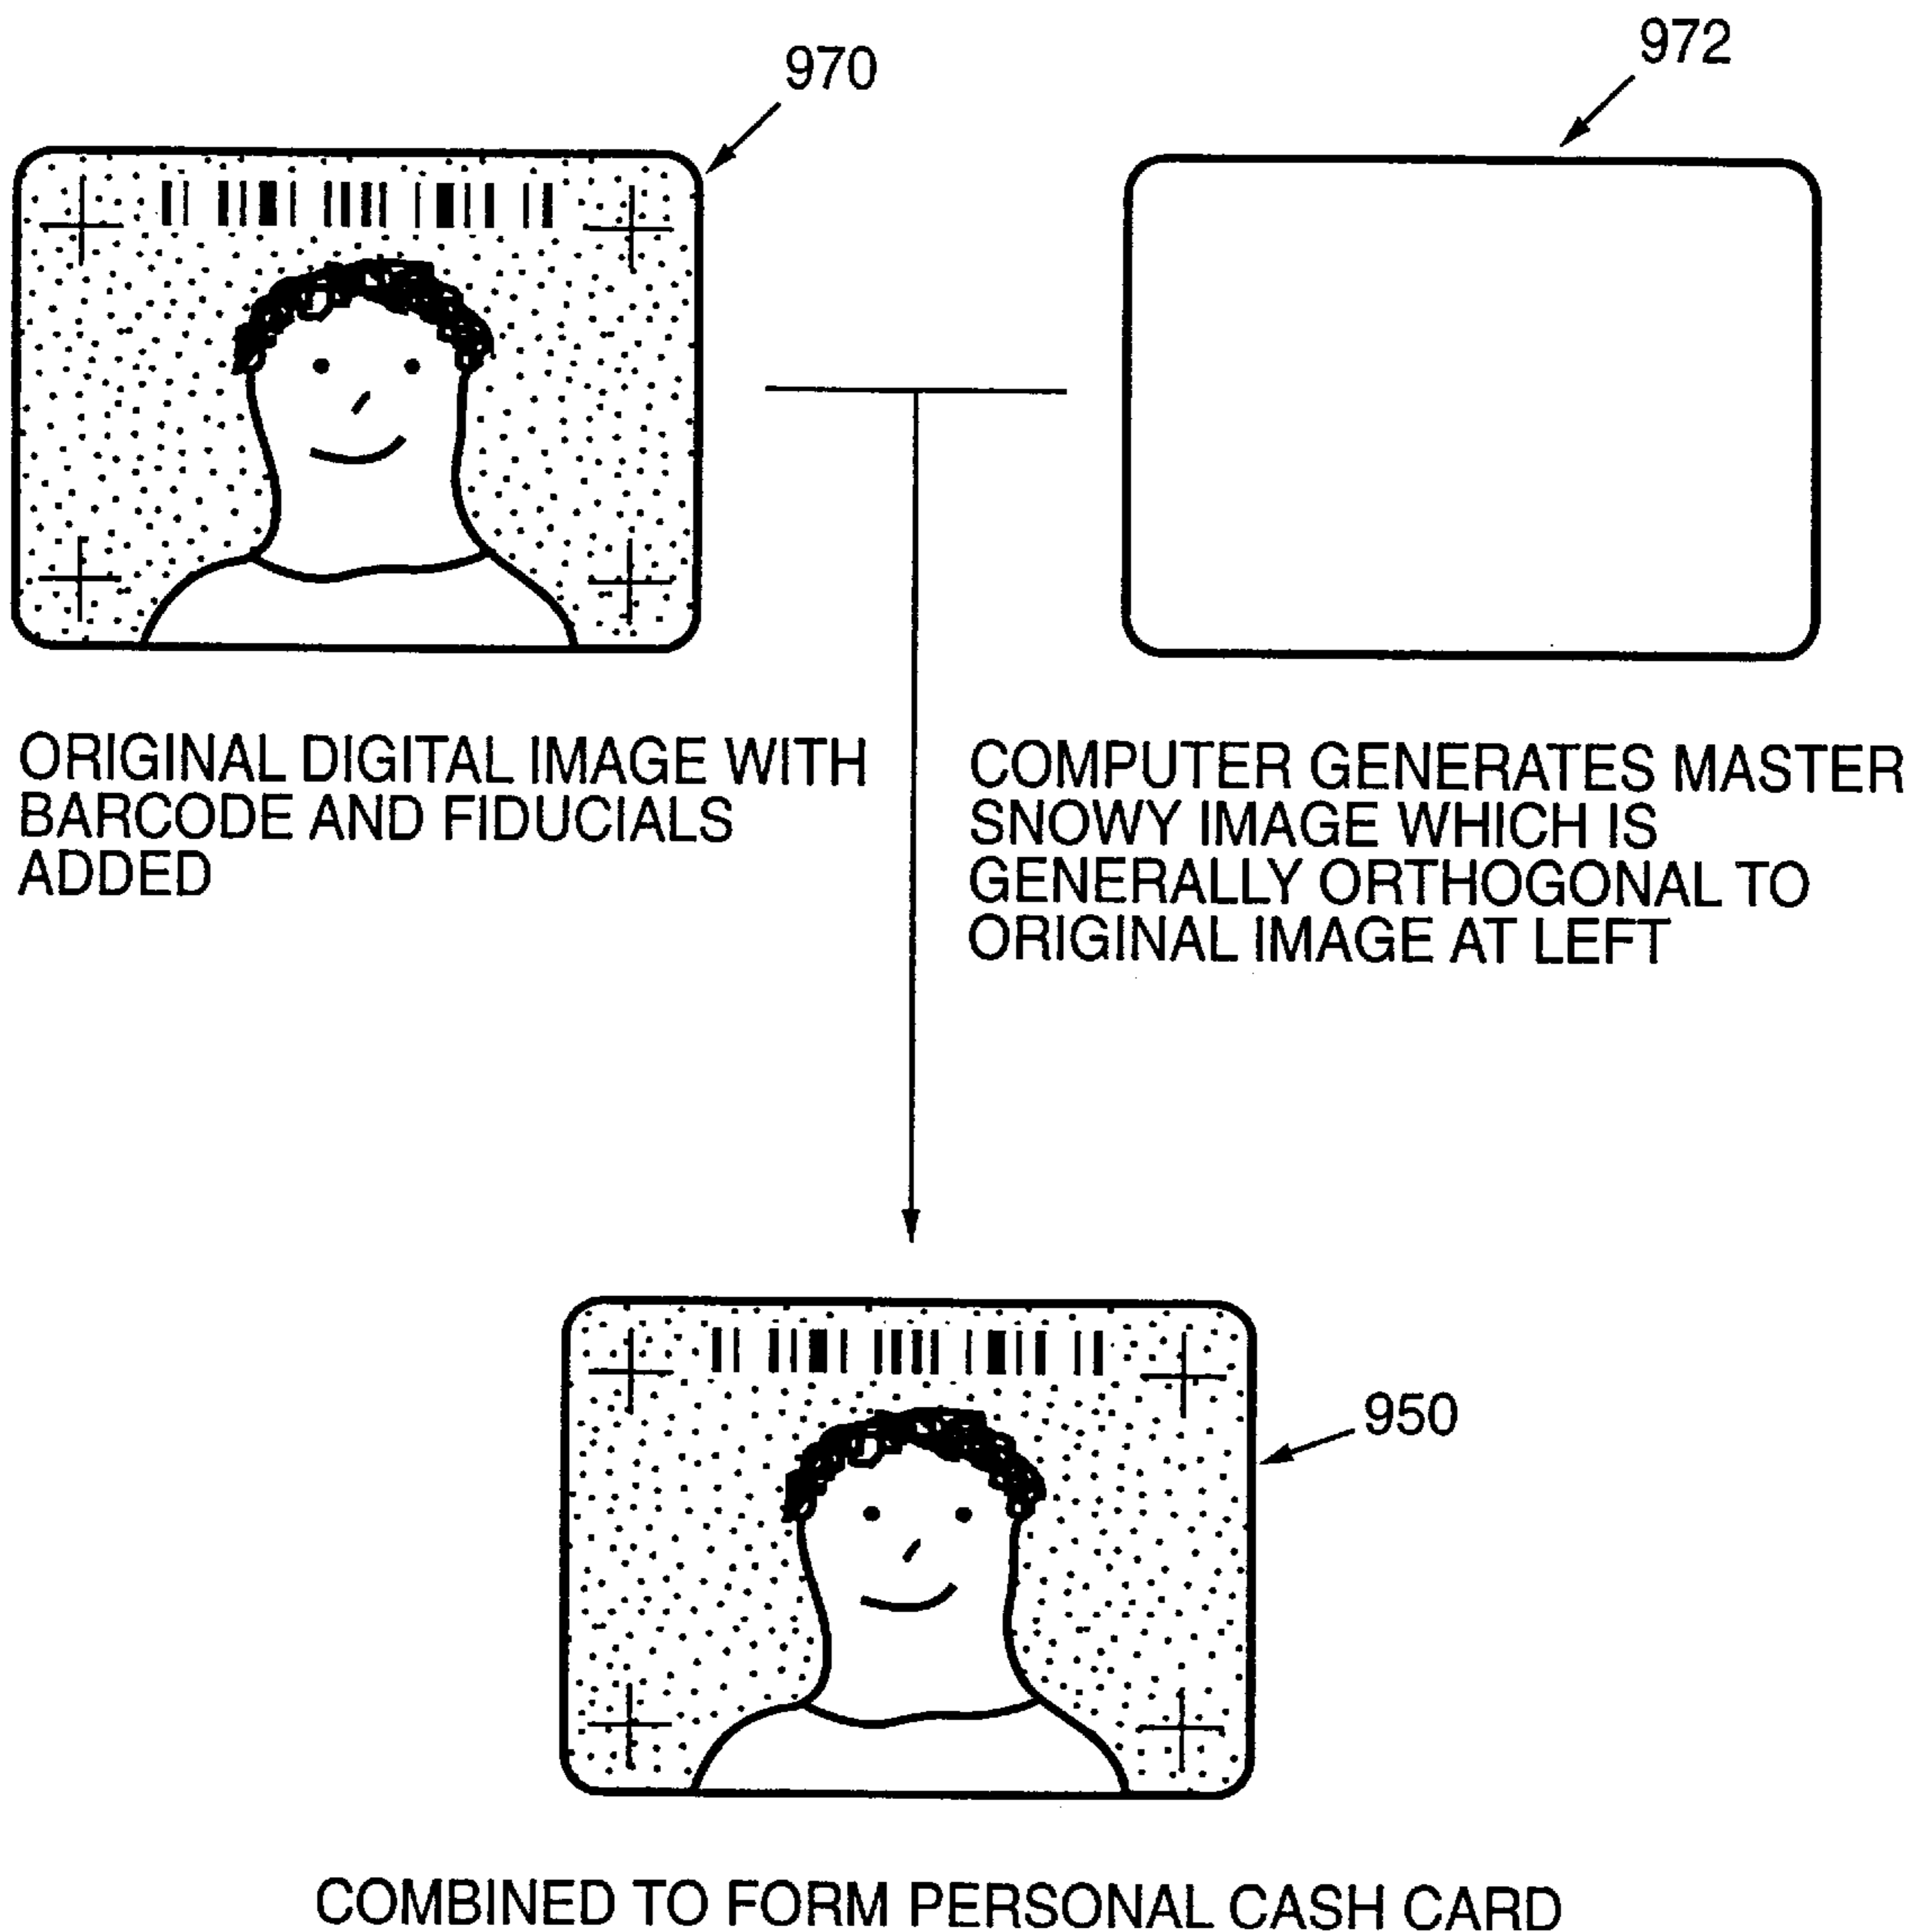 970
972
ORIGINAL DIGITAL IMAGE WITH
BARCODE AND FIDUCIALS
ADDED
COMPUTER GENERATES MASTER
SNOWY IMAGE WHICH IS
GENERALLY ORTHOGONAL TO
ORIGINAL IMAGE AT LEFT
950
COMBINED TO FORM PERSONAL CASH CARD